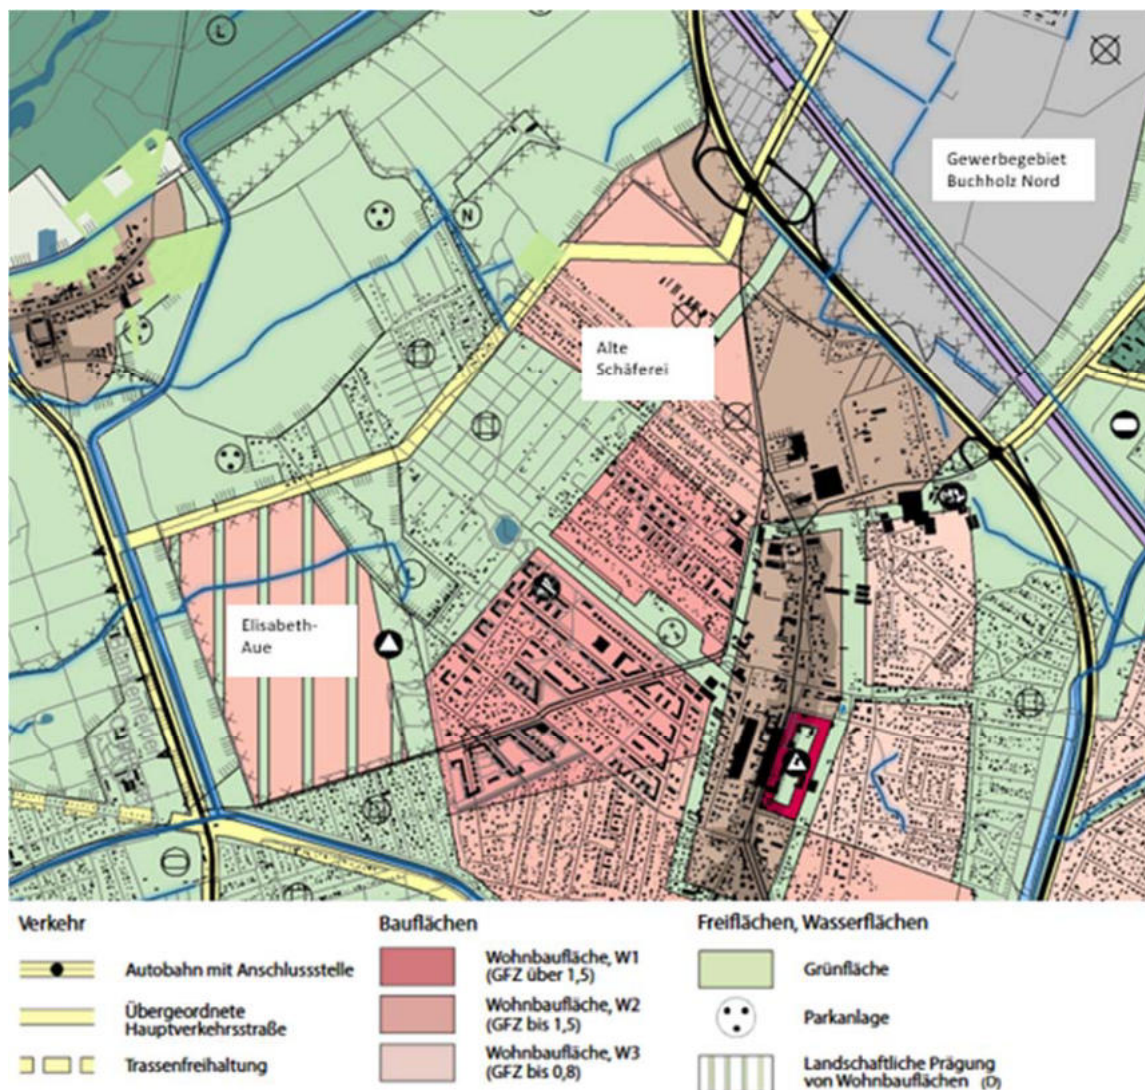 L
Gewerbegebiet
Buchholz Nord
N
Alte
Schäferei
L
Elisabeth-
Aue
Verkehr
Autobahn mit Anschlussstelle
Übergeordnete
Hauptverkehrsstraße
Trassenfreihaltung
Bauflächen
Wohnbaufläche, W1
(GFZ über 1,5)
Wohnbaufläche, W2
(GFZ bis 1,5)
Wohnbaufläche, W3
(GFZ bis 0,8)
Freiflächen, Wasserflächen
Grünfläche
Parkanlage
Landschaftliche Prägung
von Wohnbauflächen (D)